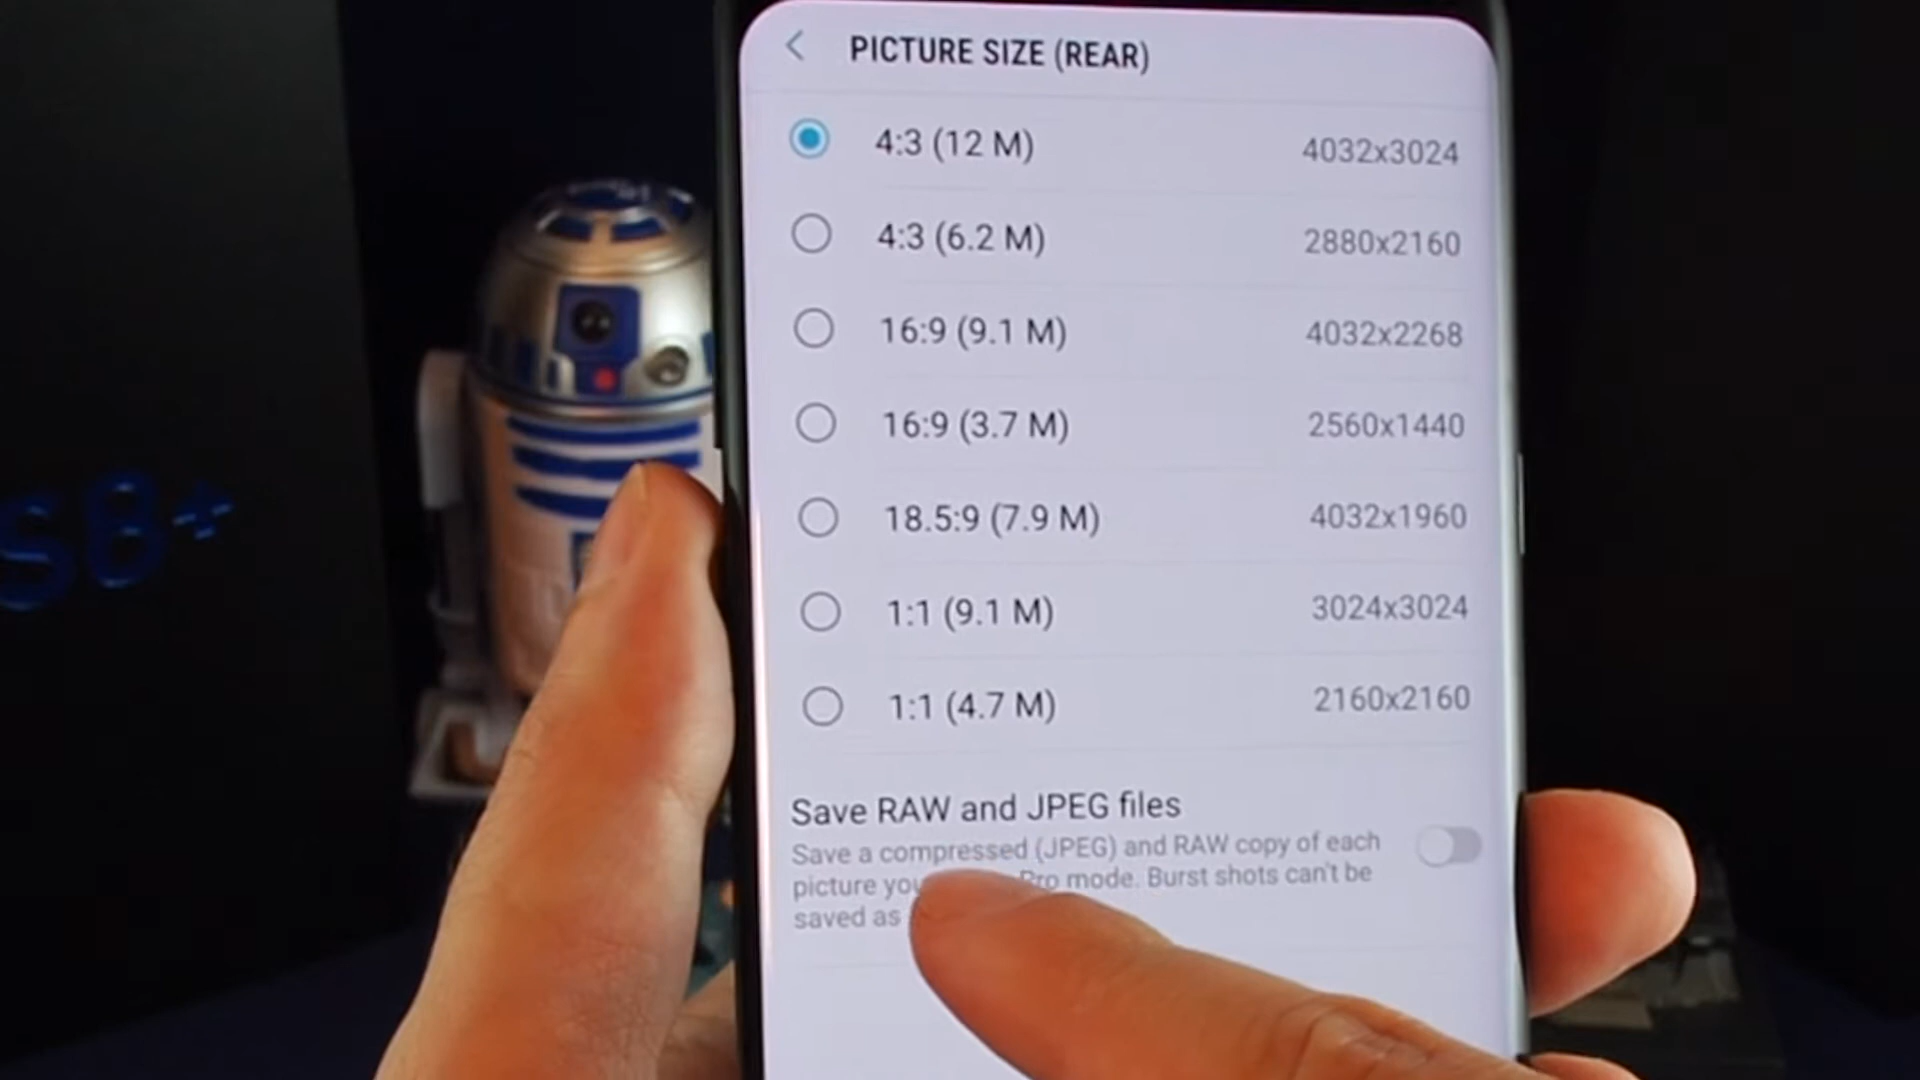 PICTURE SIZE (REAR)
4:3 (12 M) 4032x3024
4:3 (6.2 M) 2880x2160
16:9 (9.1 M) 4032x2268
16:9 (3.7 M) 2560x1440
18.5:9 (7.9 M) 4032x1960
1:1 (9.1 M) 3024x3024
1:1 (4.7 M) 2160x2160
Save RAW and JPEG files
Save a compressed (JPEG) and RAW copy of each
picture you Pro mode. Burst shots can't be
saved as
S8+